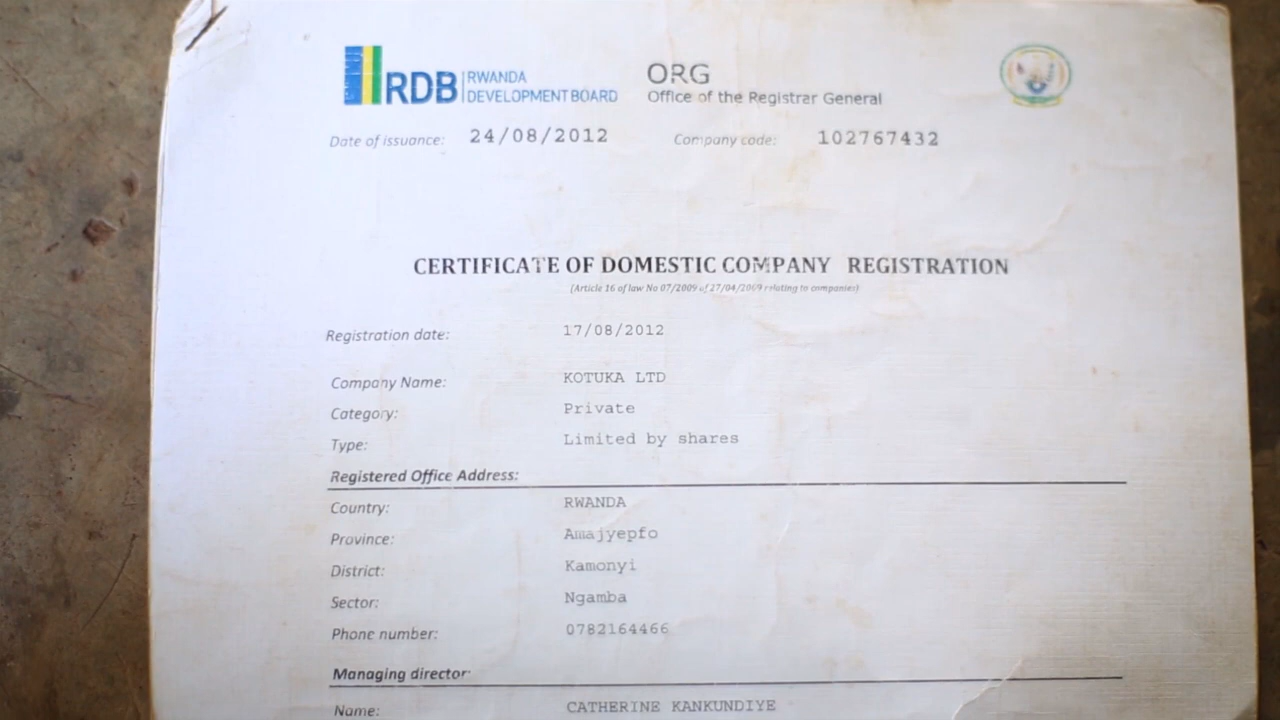 RDB RWANDA DEVELOPMENT BOARD
ORG
Office of the Registrar General
Date of issuance: 24/08/2012 Company code: 102767432
CERTIFICATE OF DOMESTIC COMPANY REGISTRATION
(Article 16 of law No 07/2009 of 27/04/2009 relating to companies)
Registration date: 17/08/2012
Company Name: KOTUKA LTD
Category: Private
Type: Limited by shares
Registered Office Address:
Country: RWANDA
Province: Amajyepfo
District: Kamonyi
Sector: Ngamba
Phone number: 0782164466
Managing director:
Name: CATHERINE KANKUNDIYE